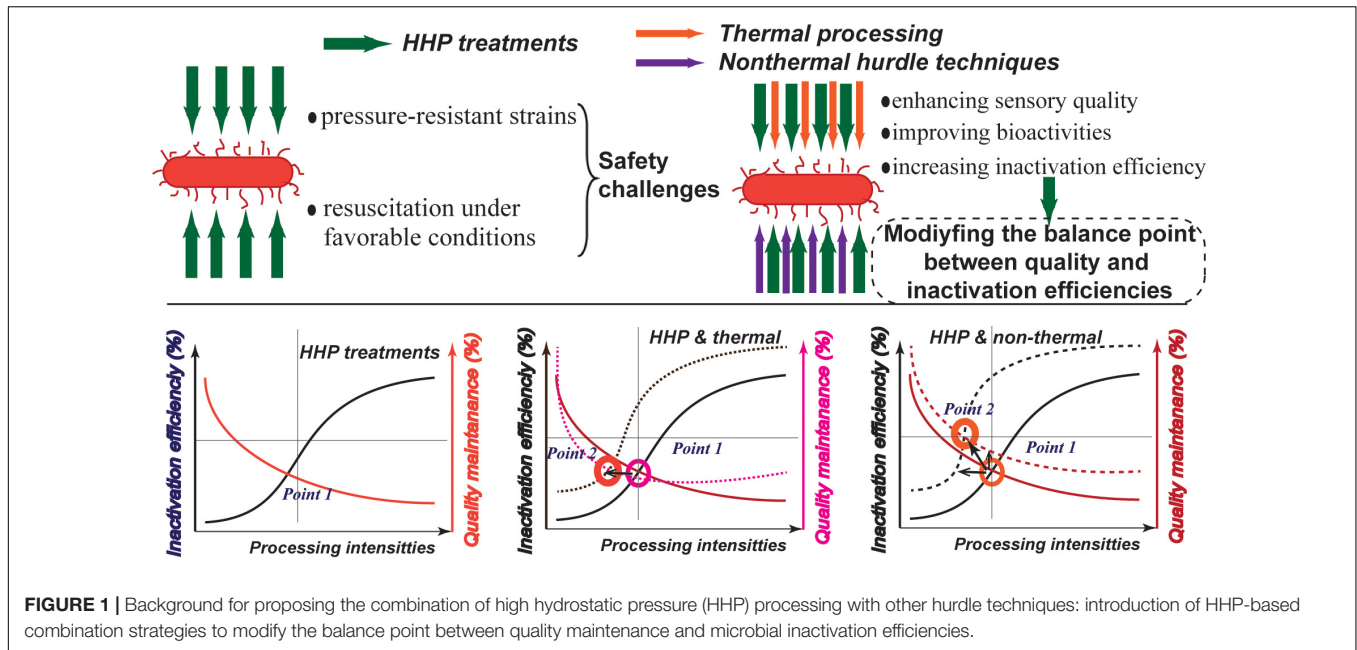 HHP treatments
Thermal processing
Nonthermal hurdle techniques
•pressure-resistant strains
• resuscitation under
favorable conditions
Safety
challenges
•enhancing sensory quality
•improving bioactivities
•increasing inactivation efficiency
Modiyfing the balance point
between quality and
inactivation efficiencies
Inactivation efficiency (%)
HHP treatments
Point 1
Quality maintanance (%)
Processing intensitties
Inactivation efficiency (%)
HHP & thermal
Point 2
Point 1
Quality maintanance (%)
Processing intensitties
Inactivation efficiency (%)
HHP & non-thermal
Point 2
Point 1
Quality maintanance (%)
Processing intensitties
FIGURE 1 | Background for proposing the combination of high hydrostatic pressure (HHP) processing with other hurdle techniques: introduction of HHP-based
combination strategies to modify the balance point between quality maintenance and microbial inactivation efficiencies.